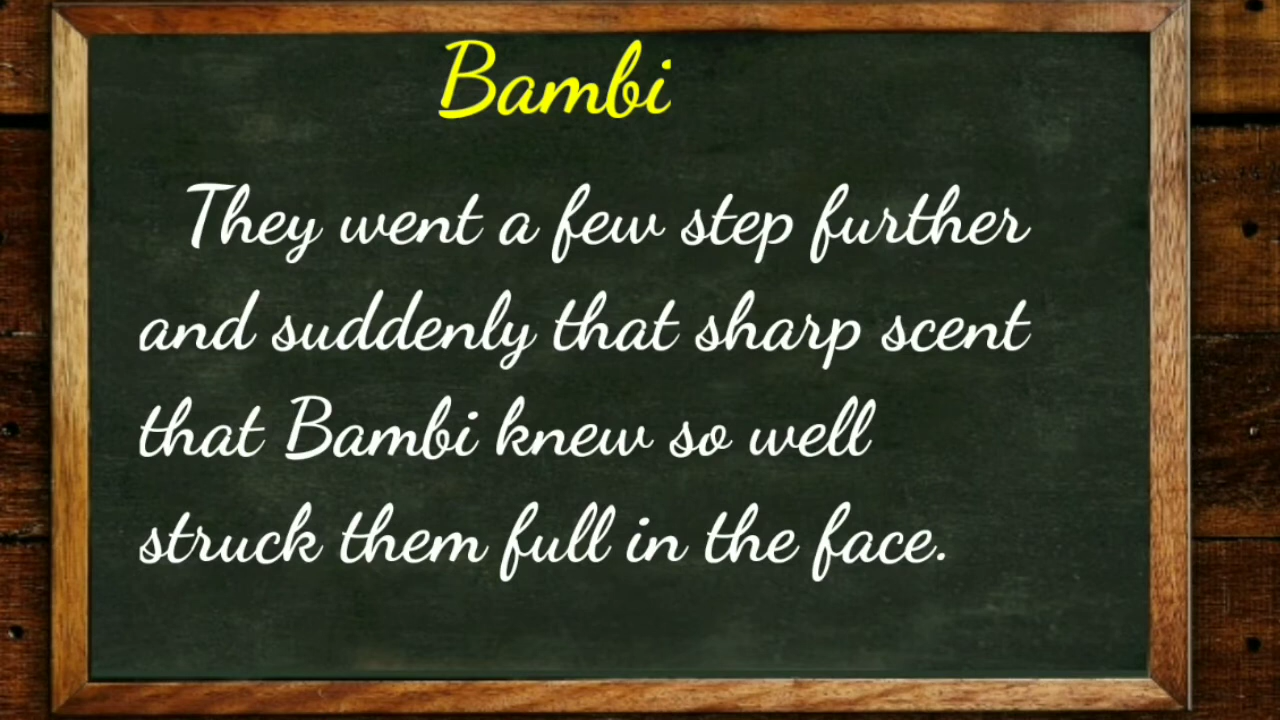 Bambi
They went a few step further
and suddenly that sharp scent
that Bambi knew so well
struck them full in the face.